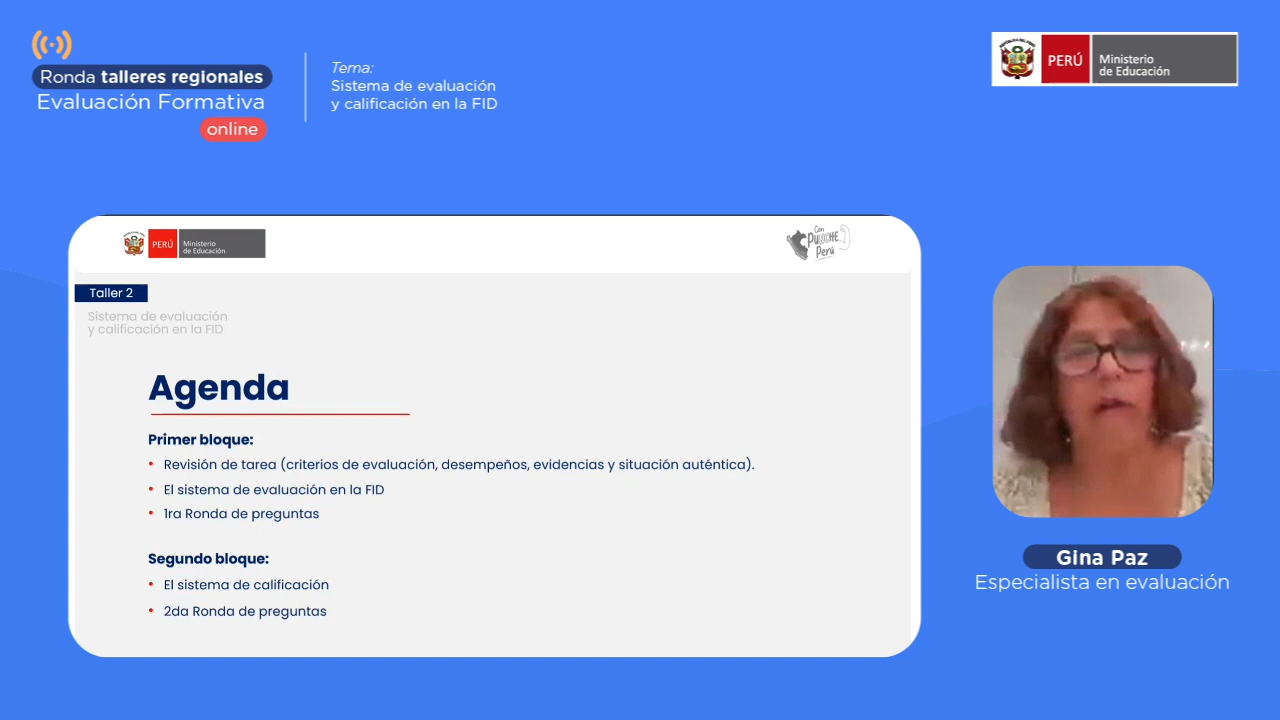 Ronda talleres regionales
Evaluación Formativa
online
Tema:
Sistema de evaluación
y calificación en la FID
PERÚ
Ministerio
de Educación
PERÚ
Ministerio
de Educación
Con
PUNCHE
Perú
Taller 2
Sistema de evaluación
y calificación en la FID
Agenda
Primer bloque:
• Revisión de tarea (criterios de evaluación, desempeños, evidencias y situación auténtica).
• El sistema de evaluación en la FID
• 1ra Ronda de preguntas
Segundo bloque:
• El sistema de calificación
• 2da Ronda de preguntas
Gina Paz
Especialista en evaluación